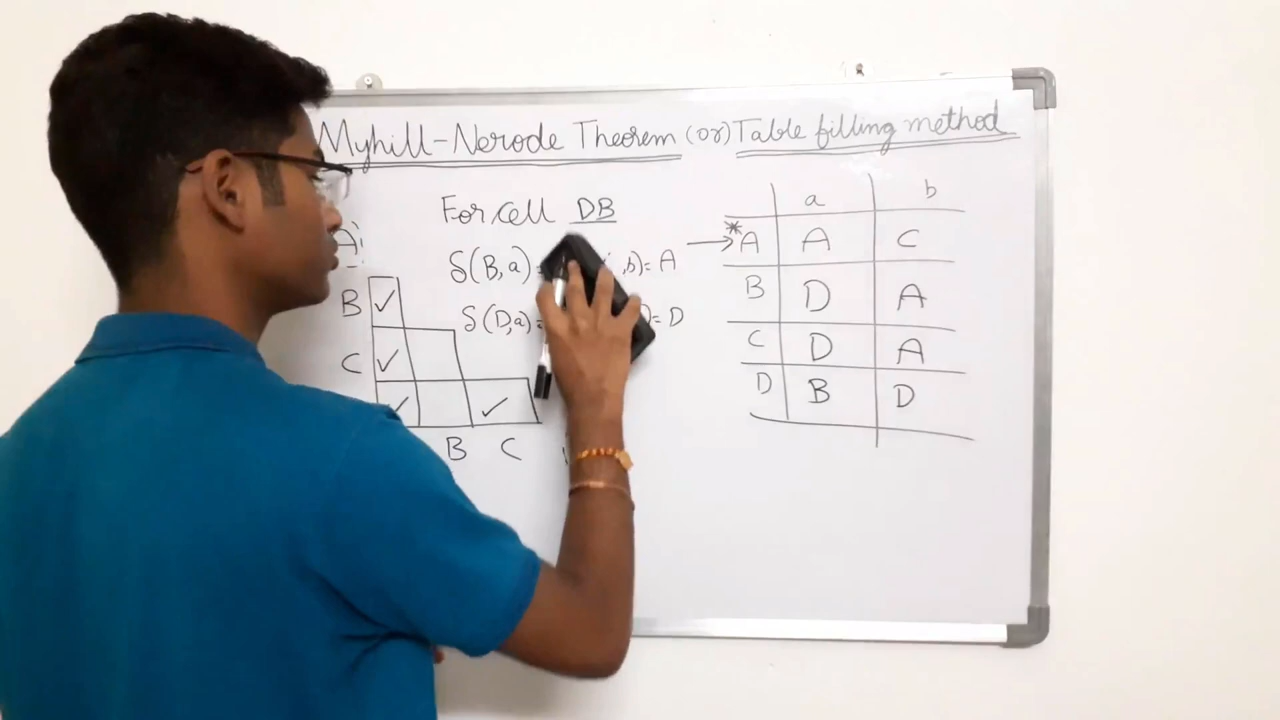 Myhill-Nerode Theorem (or) Table filling method
For cell DB
δ(B,a)= ,b)= A
δ(D,a)= )= D
A
B ✓
C ✓
✓ ✓
B C
a b
→ *A A C
B D A
C D A
D B D